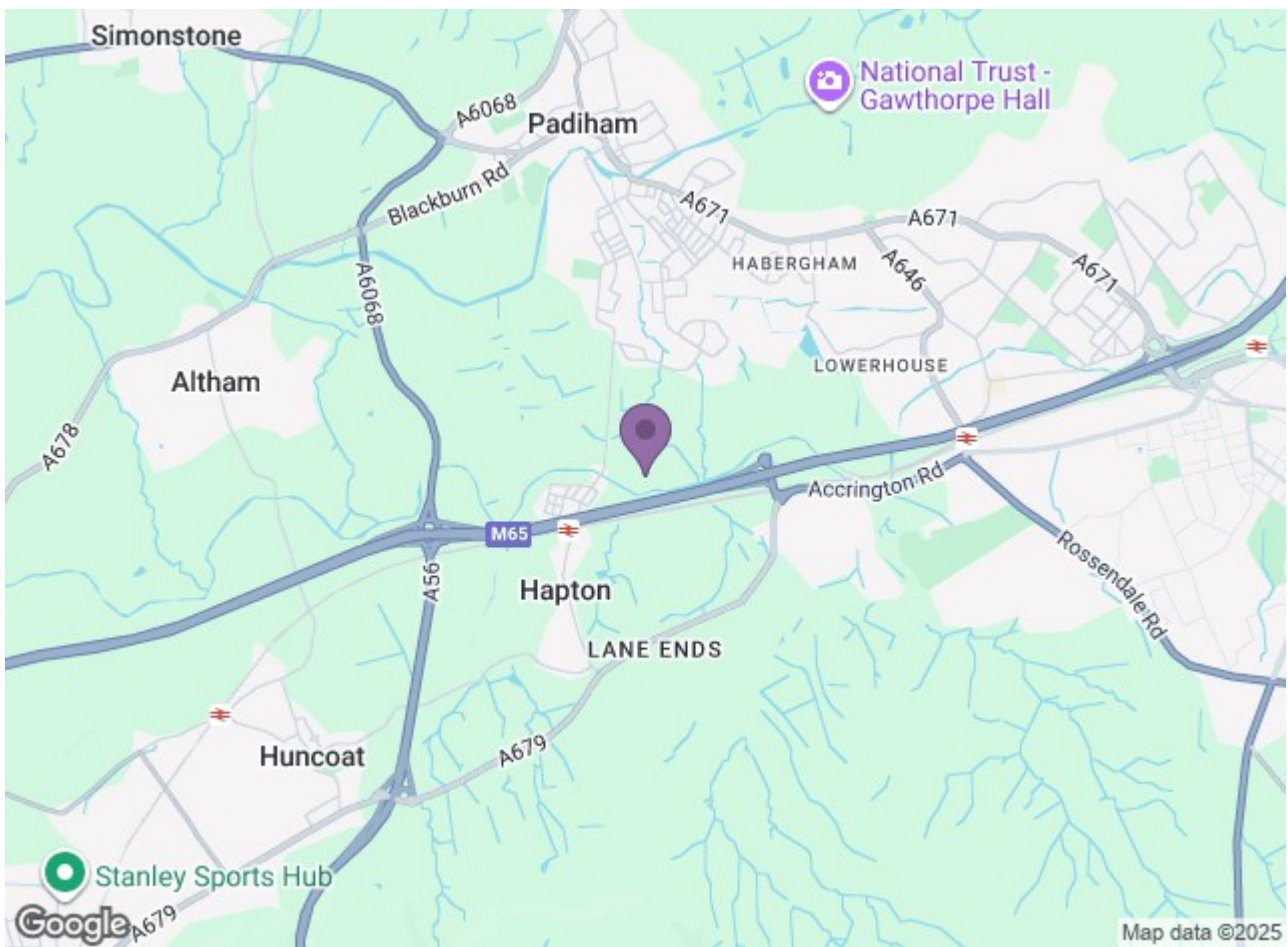 Simonstone
A6068
Padiham
National Trust -
Gawthorpe Hall
Blackburn Rd
A671
A671
HABERGHAM
A646
A671
A6068
LOWERHOUSE
Altham
A678
Accrington Rd
M65
A56
Hapton
Rossendale Rd
LANE ENDS
Huncoat
A679
Stanley Sports Hub
Google
A679
Map data ©2025